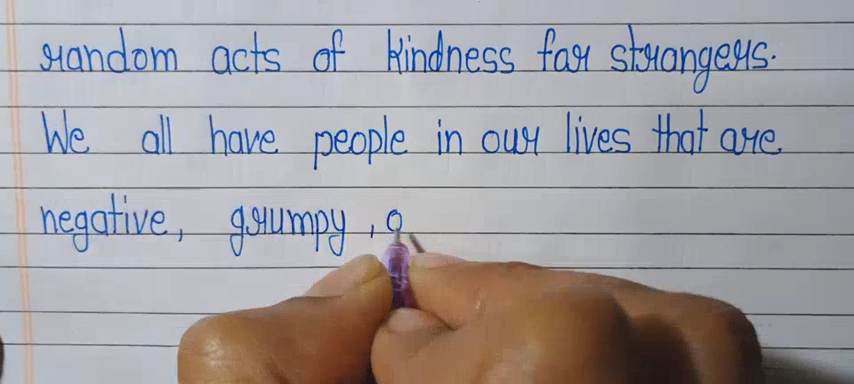 random acts of kindness far strangers.
We all have people in our lives that are
negative, grumpy, o